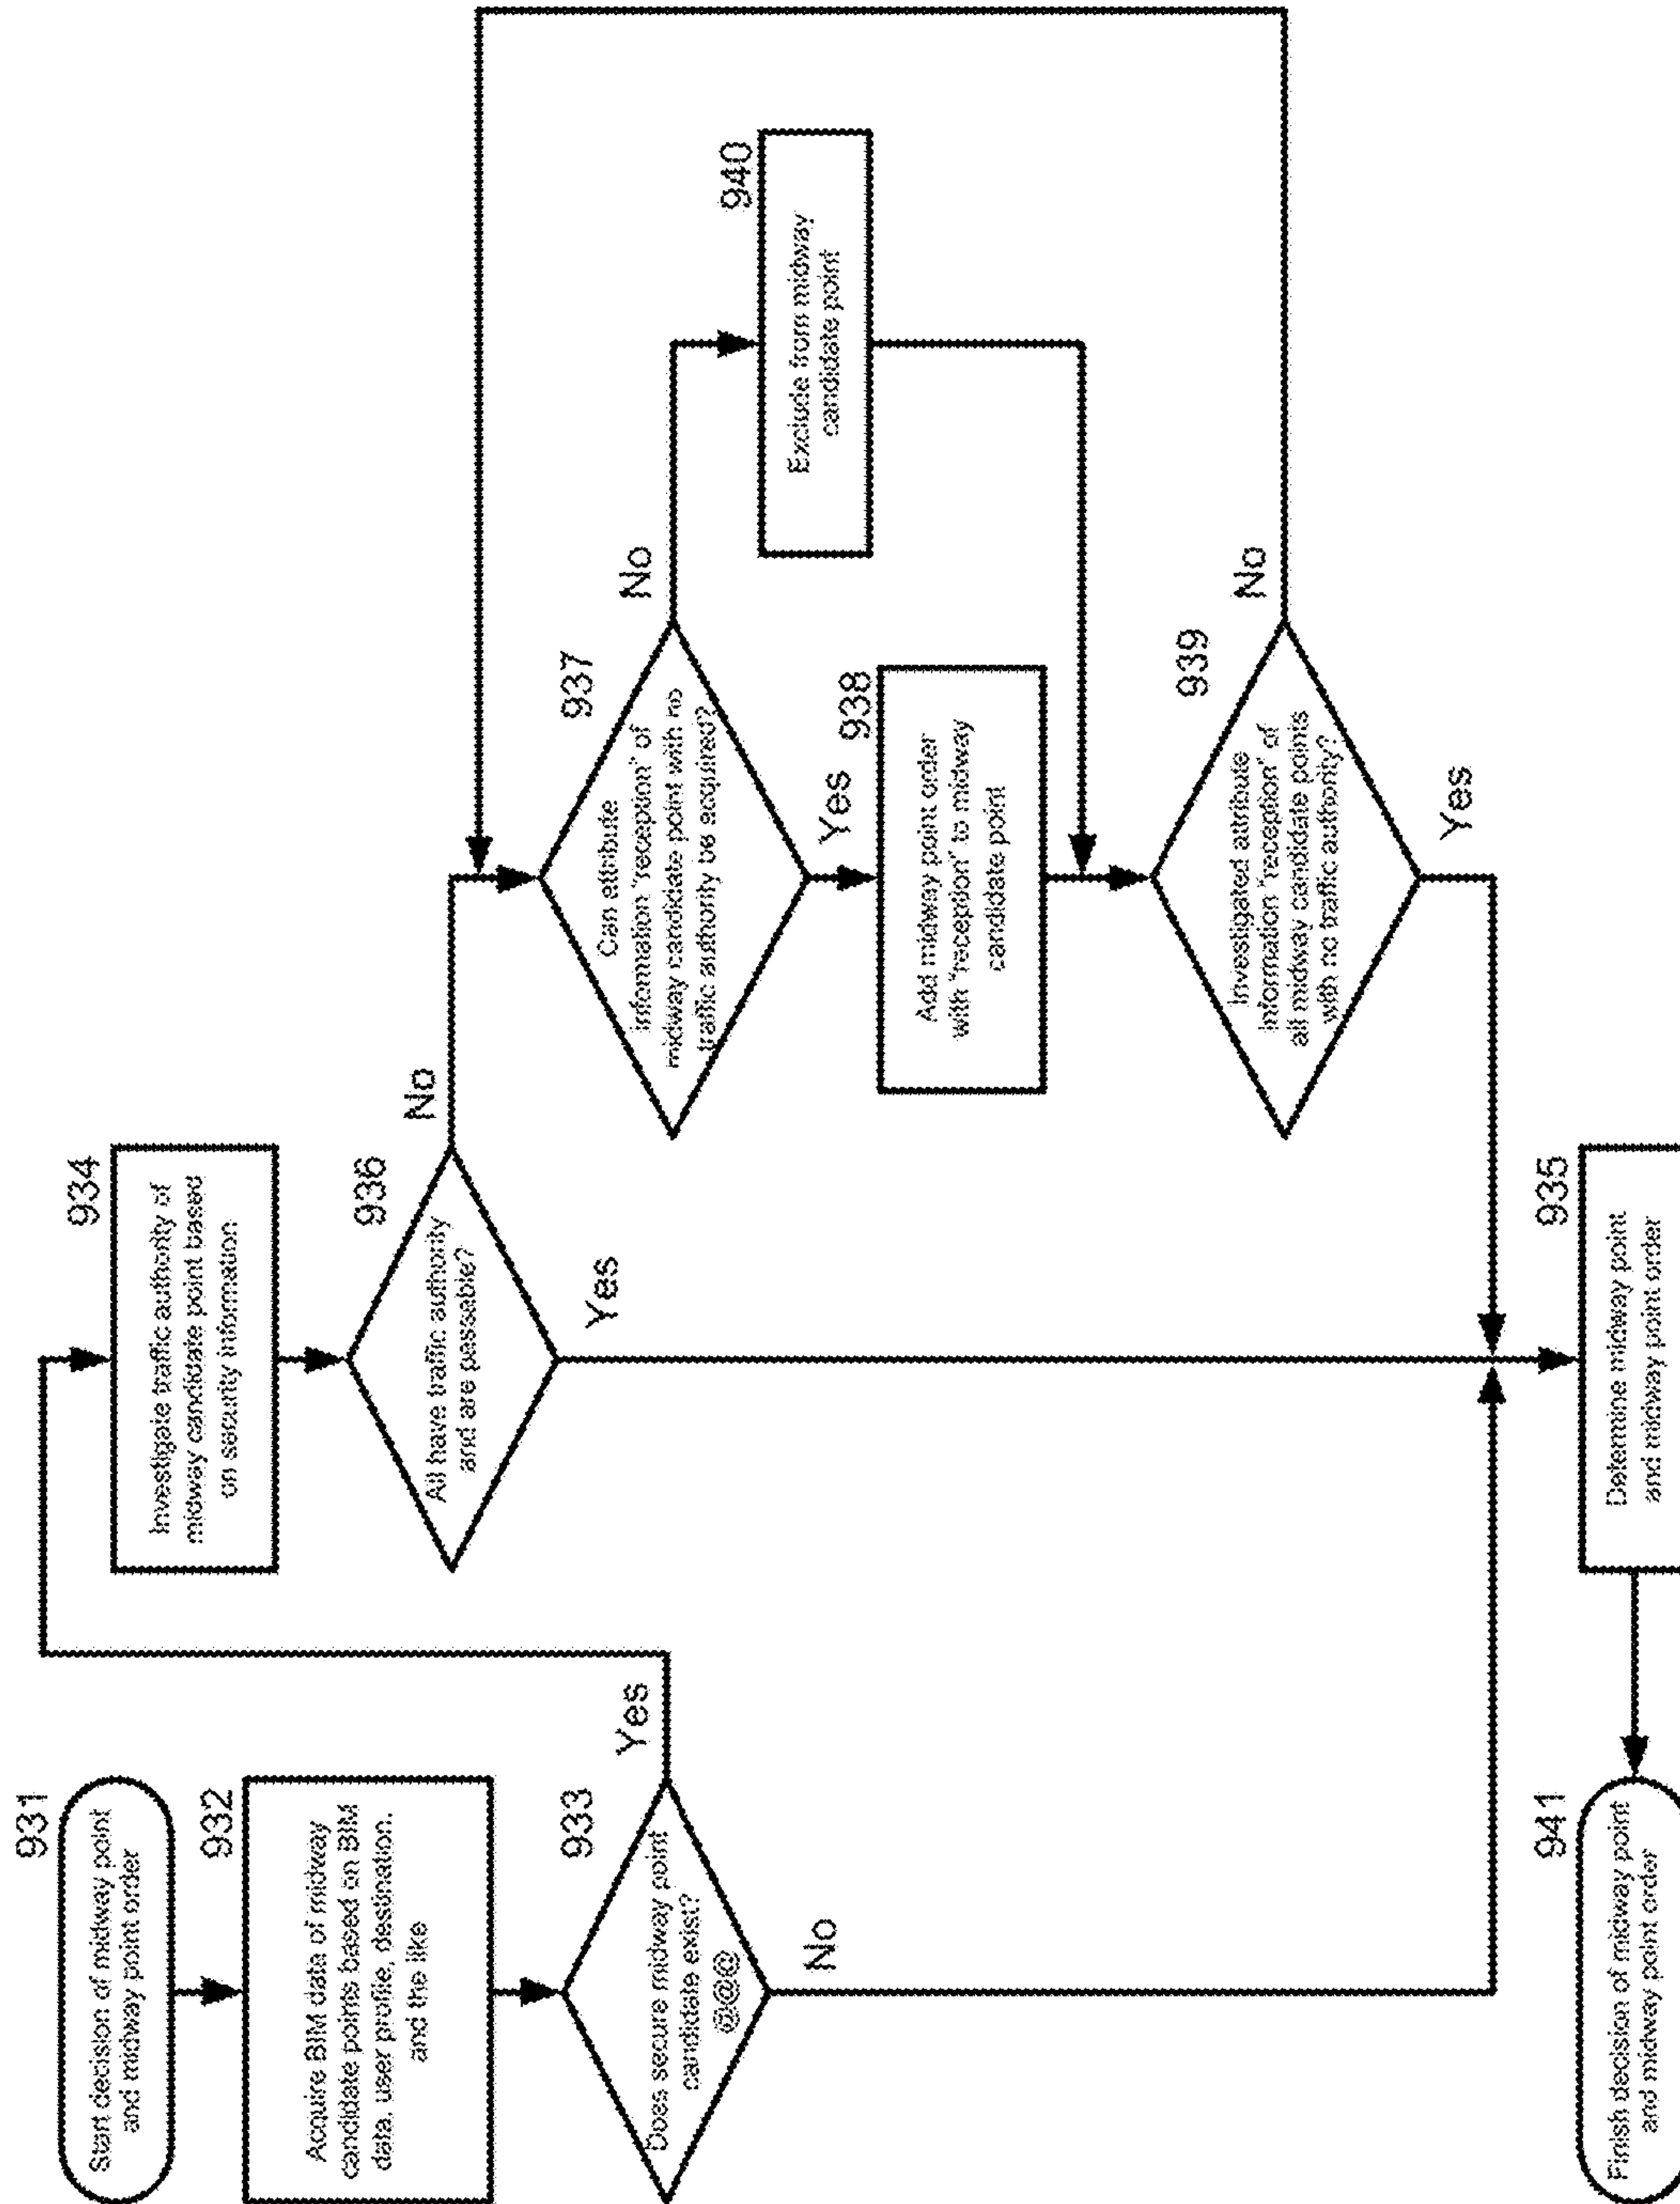 931
Start decision of midway point
and midway point order
932
Acquire BIM data of midway
candidate points based on BIM
data, user profile, destination,
and the like
933
Does secure midway point
candidate exist?
@@@
Yes
No
934
Investigate traffic authority of
midway candidate point based
on security information
936
All have traffic authority
and are passable?
No
Yes
937
Can attribute
information "reception" of
midway candidate point with no
traffic authority be acquired?
No
Yes
940
Exclude from midway
candidate point
938
Add midway point order
with "reception" to midway
candidate point
939
Investigated attribute
information "reception" of
all midway candidate points
with no traffic authority?
No
Yes
935
Determine midway point
and midway point order
941
Finish decision of midway point
and midway point order